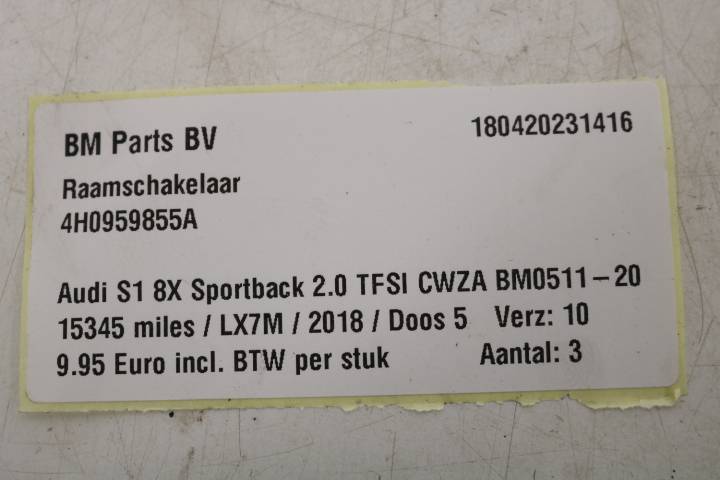 BM Parts BV 180420231416
Raamschakelaar
4H0959855A
Audi S1 8X Sportback 2.0 TFSI CWZA BM0511-20
15345 miles / LX7M / 2018 / Doos 5 Verz: 10
9.95 Euro incl. BTW per stuk Aantal: 3